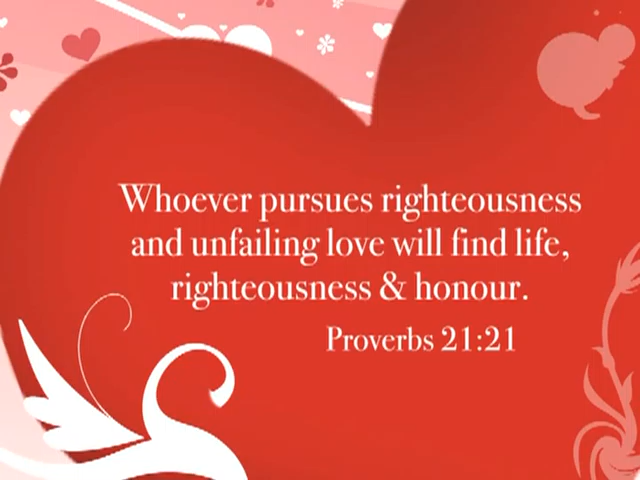 Whoever pursues righteousness
and unfailing love will find life,
righteousness & honour.
Proverbs 21:21